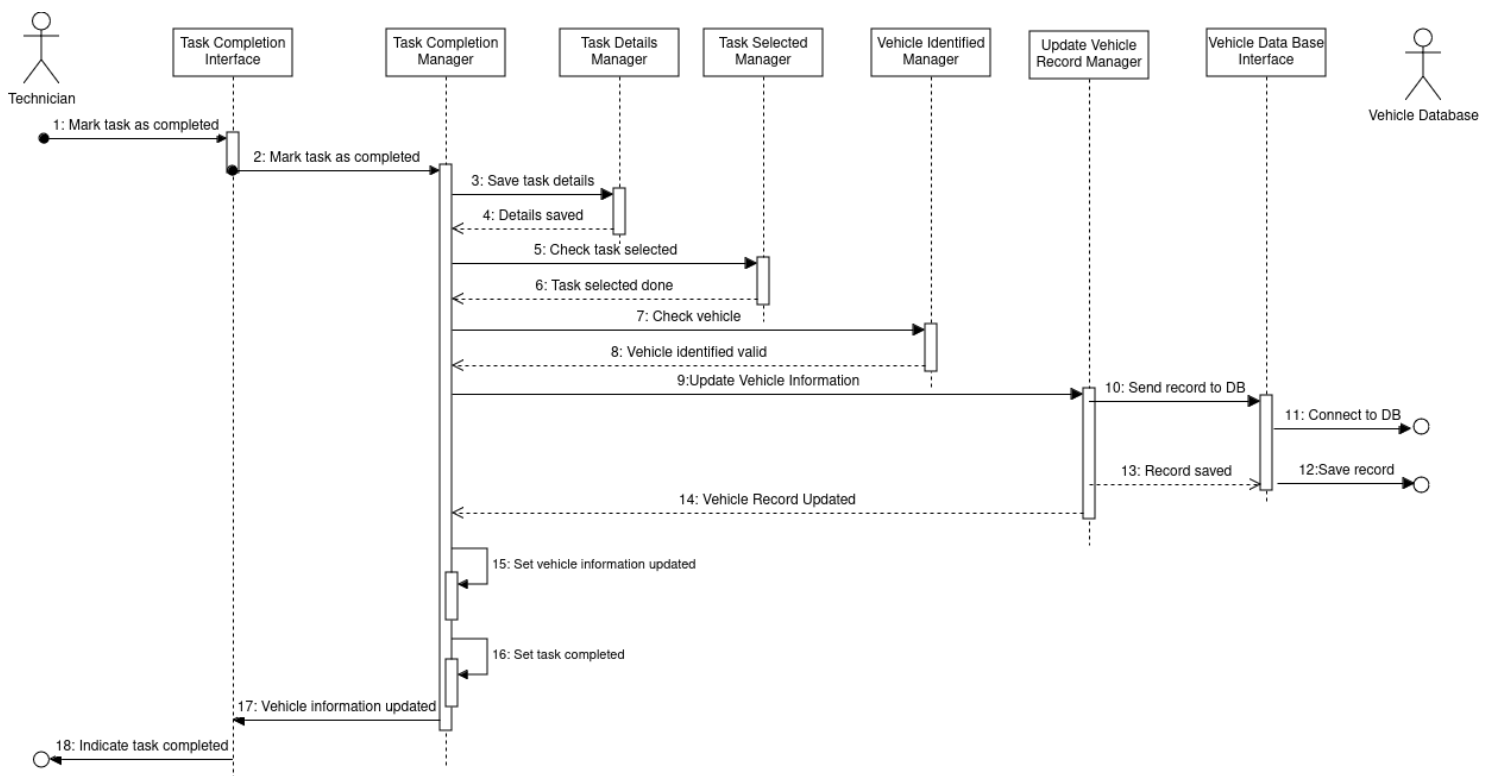 Task Completion
Interface
Task Completion
Manager
Task Details
Manager
Task Selected
Manager
Vehicle Identified
Manager
Update Vehicle
Record Manager
Vehicle Data Base
Interface
Technician
Vehicle Database
1: Mark task as completed
2: Mark task as completed
3: Save task details
4: Details saved
5: Check task selected
6: Task selected done
7: Check vehicle
8: Vehicle identified valid
9:Update Vehicle Information
10: Send record to DB
11: Connect to DB
13: Record saved
12:Save record
14: Vehicle Record Updated
15: Set vehicle information updated
16: Set task completed
17: Vehicle information updated
18: Indicate task completed